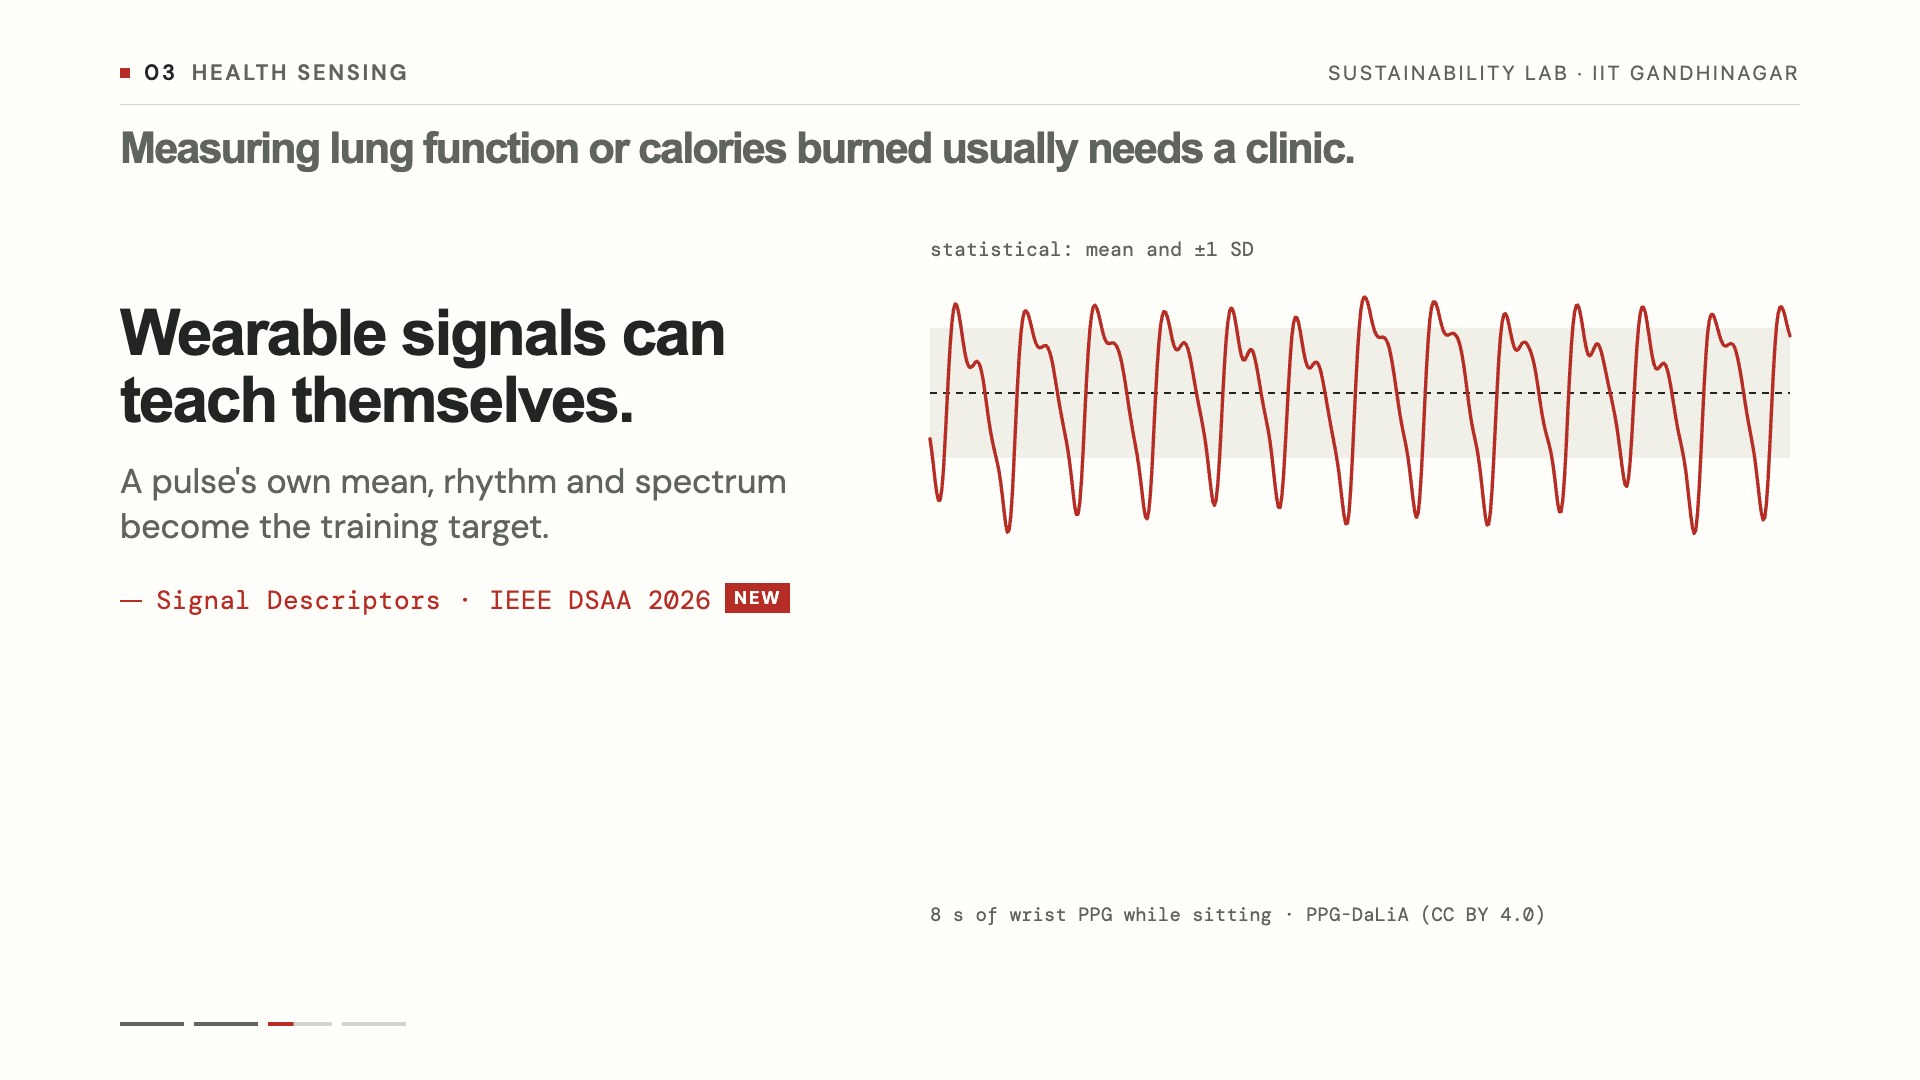 03 HEALTH SENSING
SUSTAINABILITY LAB · IIT GANDHINAGAR
Measuring lung function or calories burned usually needs a clinic.
Wearable signals can
teach themselves.
A pulse's own mean, rhythm and spectrum
become the training target.
— Signal Descriptors · IEEE DSAA 2026 NEW
statistical: mean and ±1 SD
8 s of wrist PPG while sitting · PPG-DaLiA (CC BY 4.0)